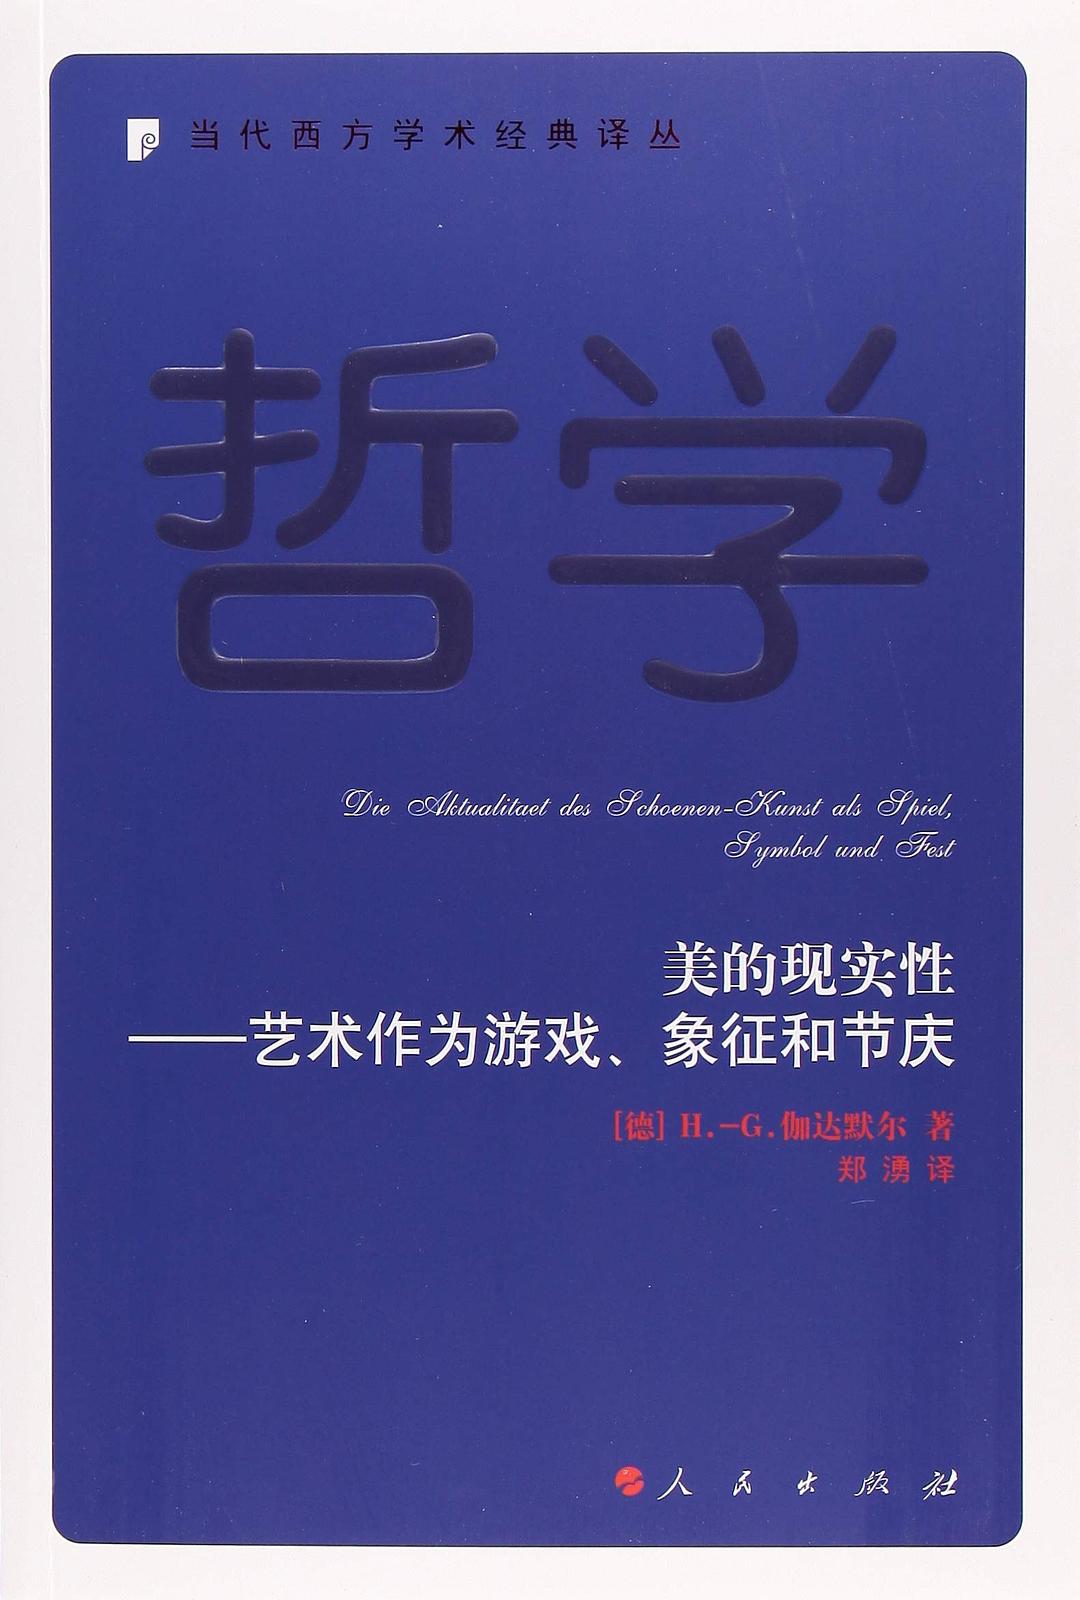 当代西方学术经典译丛
哲学
Die Aktualitaet des Schoenen-Kunst als Spiel,
Symbol und Fest
美的现实性
——艺术作为游戏、象征和节庆
[德] H.-G.伽达默尔 著
郑湧译
人民出版社